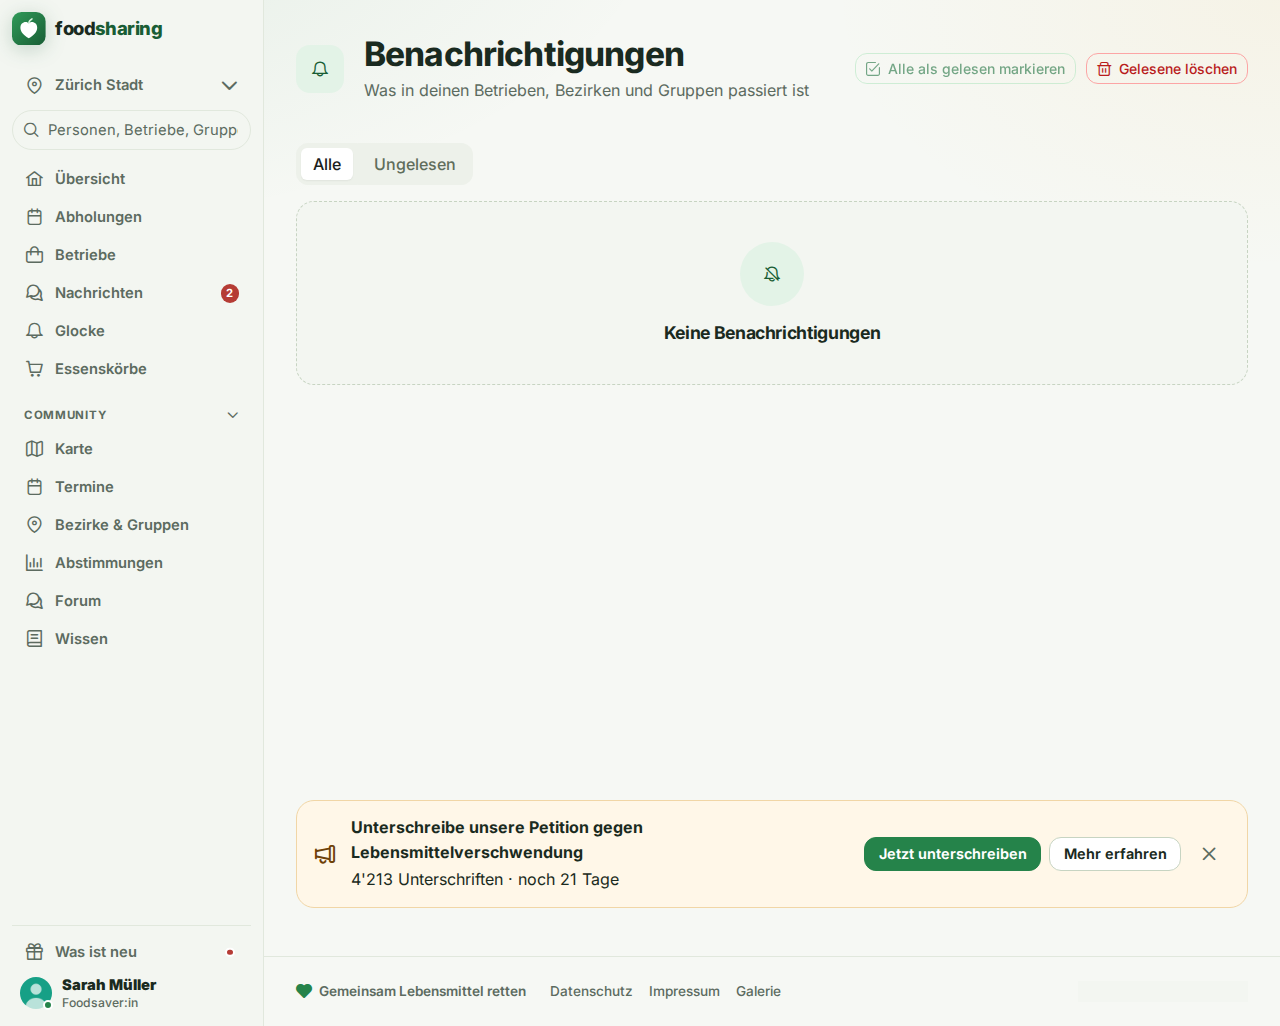 foodsharing
Zürich Stadt
Personen, Betriebe, Grupp
Übersicht
Abholungen
Betriebe
Nachrichten 2
Glocke
Essenskörbe
COMMUNITY
Karte
Termine
Bezirke & Gruppen
Abstimmungen
Forum
Wissen
Was ist neu
Sarah Müller
Foodsaver:in
Benachrichtigungen
Was in deinen Betrieben, Bezirken und Gruppen passiert ist
Alle als gelesen markieren
Gelesene löschen
Alle
Ungelesen
Keine Benachrichtigungen
Unterschreibe unsere Petition gegen
Lebensmittelverschwendung
4'213 Unterschriften · noch 21 Tage
Jetzt unterschreiben
Mehr erfahren
Gemeinsam Lebensmittel retten
Datenschutz
Impressum
Galerie